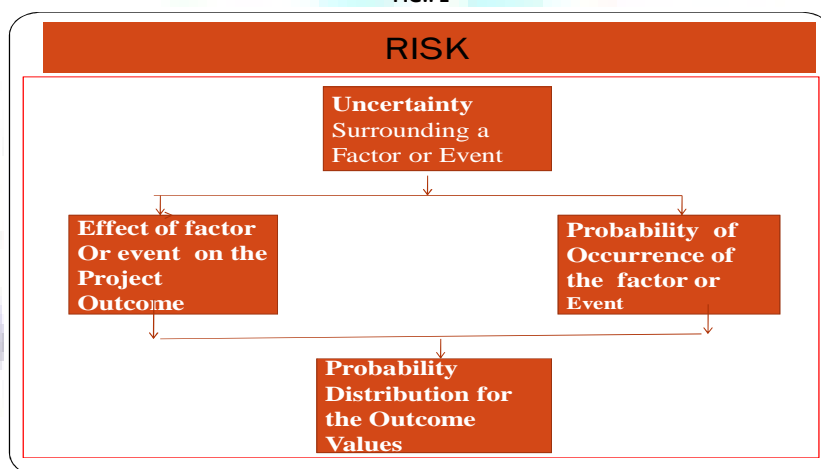 RISK
Uncertainty
Surrounding a
Factor or Event
Effect of factor
Or event on the
Project
Outcome
Probability of
Occurrence of
the factor or
Event
Probability
Distribution for
the Outcome
Values